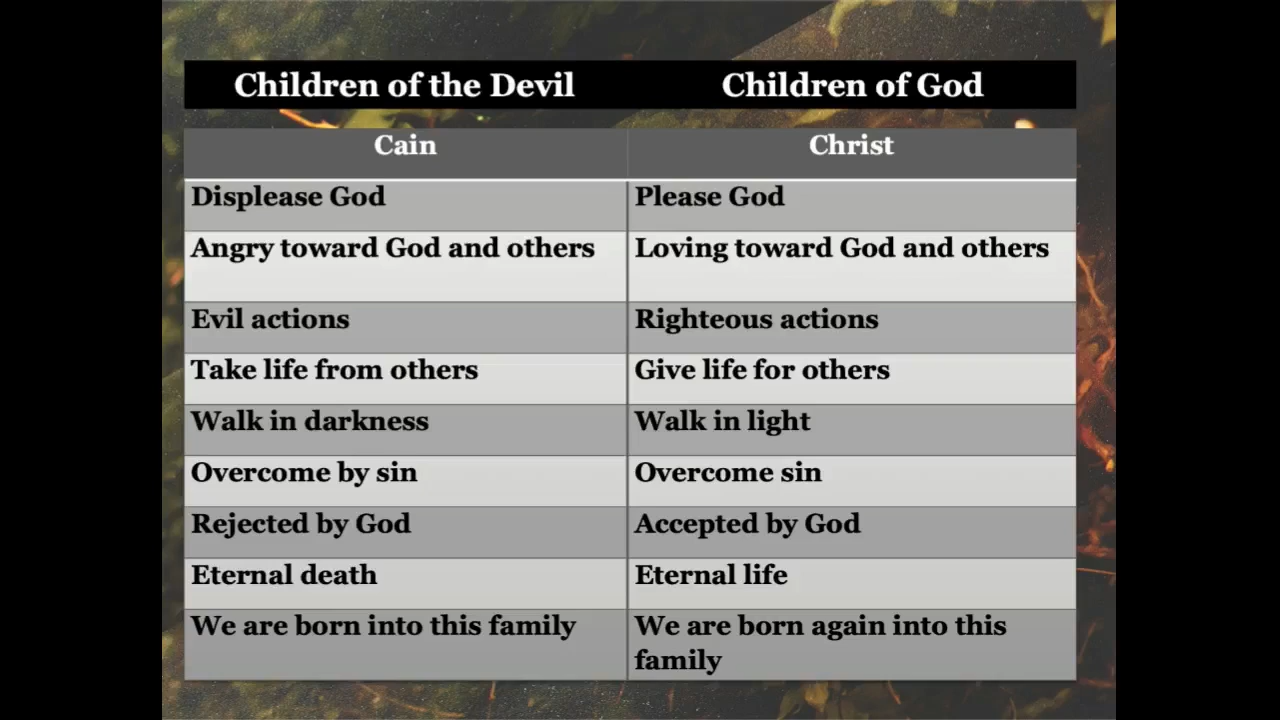 Children of the Devil Children of God
Cain Christ
Displease God Please God
Angry toward God and others Loving toward God and others
Evil actions Righteous actions
Take life from others Give life for others
Walk in darkness Walk in light
Overcome by sin Overcome sin
Rejected by God Accepted by God
Eternal death Eternal life
We are born into this family We are born again into this
family